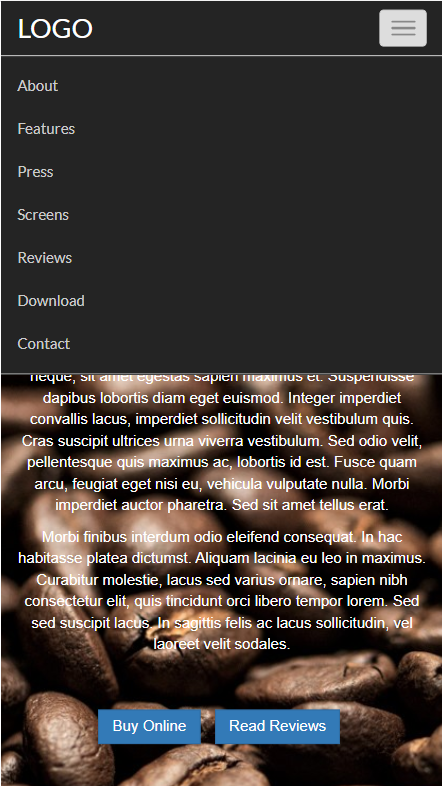 LOGO
About
Features
Press
Screens
Reviews
Download
Contact
neque, sit amet egestas sapien maximus et. Suspendisse
dapibus lobortis diam eget euismod. Integer imperdiet
convallis lacus, imperdiet sollicitudin velit vestibulum quis.
Cras suscipit ultrices urna viverra vestibulum. Sed odio velit,
pellentesque quis maximus ac, lobortis id est. Fusce quam
arcu, feugiat eget nisi eu, vehicula vulputate nulla. Morbi
imperdiet auctor pharetra. Sed sit amet tellus erat.
Morbi finibus interdum odio eleifend consequat. In hac
habitasse platea dictumst. Aliquam lacinia eu leo in maximus.
Curabitur molestie, lacus sed varius ornare, sapien nibh
consectetur elit, quis tincidunt orci libero tempor lorem. Sed
sed suscipit lacus. In sagittis felis ac lacus sollicitudin, vel
laoreet velit sodales.
Buy Online
Read Reviews